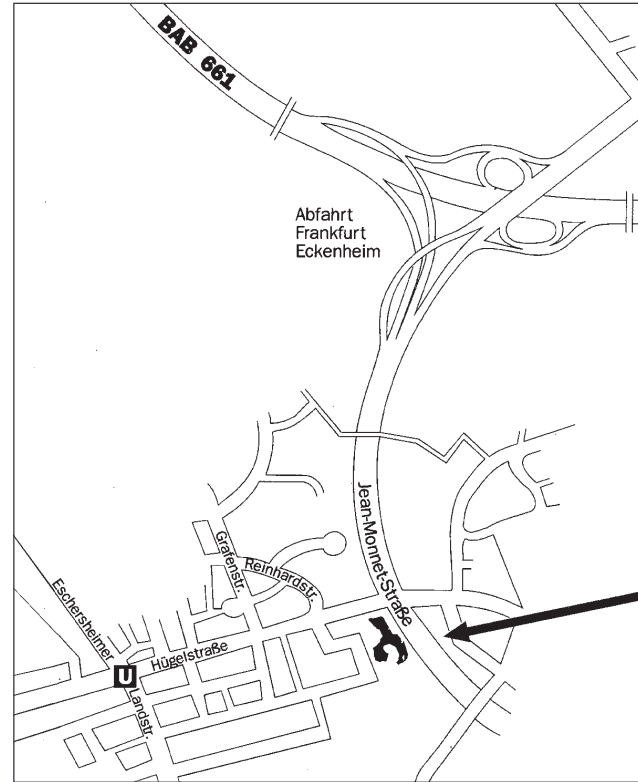 BAB 661
Abfahrt
Frankfurt
Eckenheim
Jean-Monnet-Straße
Grafenstr.
Reinhardstr.
Eschersheimer
Landstr.
Hügelstraße
U